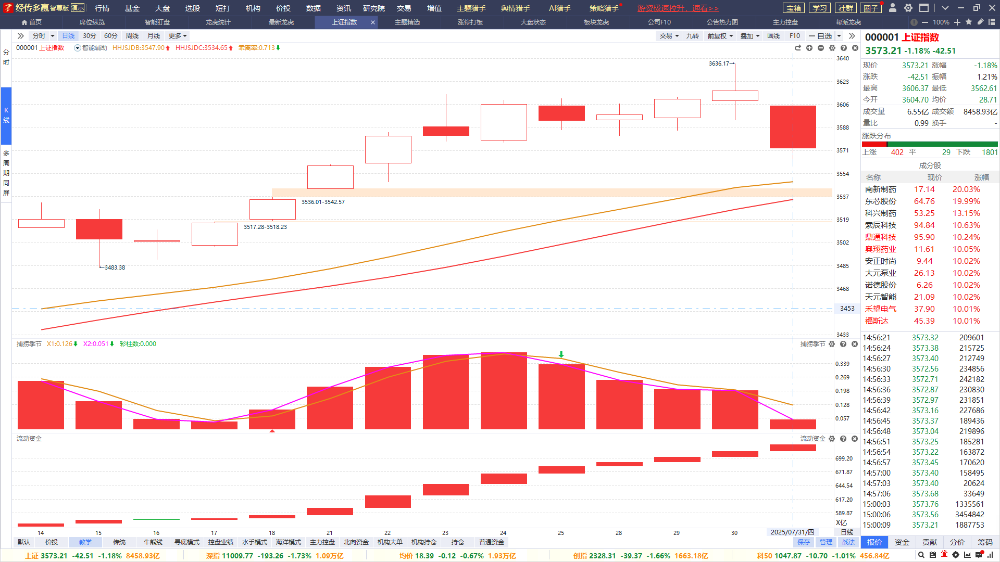 经传多赢 智尊版 演示 行情 基金 大盘 选股 短打 机构 价投 数据 资讯 研究院 交易 增值 主题猎手 舆情猎手 AI猎手 策略猎手 游资极速拉升，速看>> 宝箱 学习 社群 圈子
首页 席位纵览 智能盯盘 龙虎统计 最新龙虎 上证指数 × 主题精选 涨停打板 大盘状态 板块龙虎 公司F10 公告热力图 主力控盘 帮派龙虎 100%
分时 日线 30分 60分 周线 月线 更多 交易 九转 前复权 叠加 画线 F10 自选
000001 上证指数 智能辅助 HHJSJDB:3547.90 HHJSJDC:3534.65 乖离率:0.713
分时
K线
多周期同屏
3640
3623
3606
3588
3571
3554
3537
3519
3502
3485
3468
3453
3433
3636.17
3536.01-3542.57
3517.28-3518.23
3483.38
捕捞季节 X1:0.126 X2:0.051 彩柱数:0.000 捕捞季节
0.339
0.269
0.198
0.128
0.057
流动资金 流动资金
699.20
671.87
644.54
617.20
589.87
X亿
14 15 16 17 18 21 22 23 24 25 28 29 30 2025/07/31/四 日线
默认 价投 教学 传统 牛能线 寻底模式 控盘业绩 水手模式 海洋模式 主力控盘 北向资金 机构大单 机构持仓 持仓 普通资金 保存 管理 战法
000001 上证指数
3573.21 -1.18% -42.51
现价 3573.21 涨幅 -1.18%
涨跌 -42.51 振幅 1.21%
最高 3606.37 最低 3562.61
今开 3604.70 均价 28.71
成交量 6.55亿 成交额 8458.93亿
量比 0.99 换手 -
涨跌分布
上涨 402 平 29 下跌 1801
成分股
名称 现价 涨幅
南新制药 17.14 20.03%
东芯股份 64.76 19.99%
科兴制药 53.25 13.15%
索辰科技 94.84 10.63%
鼎通科技 95.90 10.24%
奥翔药业 11.61 10.05%
安正时尚 9.44 10.02%
大元泵业 26.13 10.02%
诺德股份 6.26 10.02%
天元智能 21.09 10.02%
禾望电气 37.90 10.01%
福斯达 45.39 10.01%
14:56:21 3573.32 209601
14:56:24 3573.38 215725
14:56:27 3573.40 212749
14:56:30 3572.56 234856
14:56:33 3572.71 242182
14:56:36 3572.87 230830
14:56:39 3572.97 231851
14:56:42 3573.16 227686
14:56:45 3573.37 189436
14:56:48 3573.04 219896
14:56:51 3573.25 185281
14:56:54 3573.22 163872
14:56:57 3573.45 170620
14:57:00 3573.40 158495
14:57:03 3573.40 20624
14:57:06 3573.68 33649
15:00:03 3573.76 1335561
15:00:06 3573.56 3454842
15:00:09 3573.21 1887753
报价 资金 贡献 分价 筹码
上证 3573.21 -42.51 -1.18% 8458.93亿 深指 11009.77 -193.26 -1.73% 1.09万亿 均价 18.39 -0.12 -0.67% 1.93万亿 创指 2328.31 -39.37 -1.66% 1663.18亿 科50 1047.87 -10.70 -1.01% 456.84亿